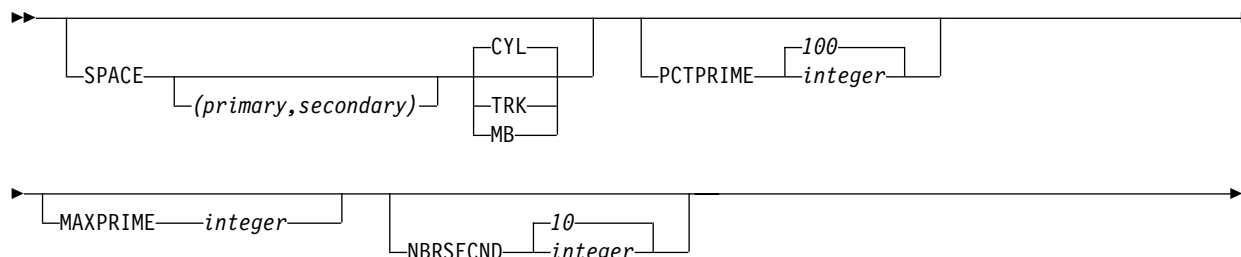 CYL
100
SPACE
PCTPRIME
integer
(primary,secondary)
TRK
MB
MAXPRIME integer
10
NBRSECND integer